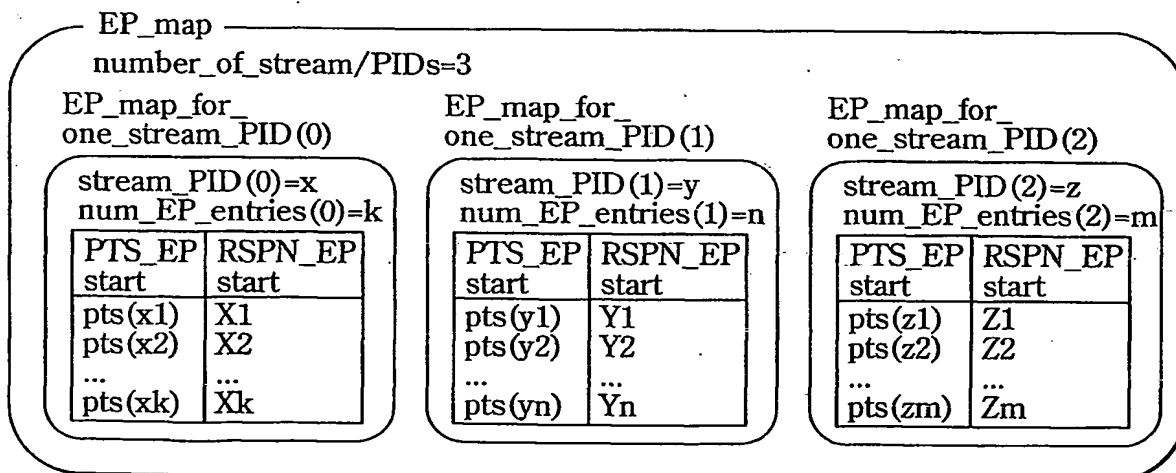 EP_map
number_of_stream/PIDs=3
EP_map_for_
one_stream_PID(0)
stream_PID(0)=x
num_EP_entries(0)=k
PTS_EP RSPN_EP
start start
pts(x1) X1
pts(x2) X2
... ...
pts(xk) Xk
EP_map_for_
one_stream_PID(1)
stream_PID(1)=y
num_EP_entries(1)=n
PTS_EP RSPN_EP
start start
pts(y1) Y1
pts(y2) Y2
... ...
pts(yn) Yn
EP_map_for_
one_stream_PID(2)
stream_PID(2)=z
num_EP_entries(2)=m
PTS_EP RSPN_EP
start start
pts(z1) Z1
pts(z2) Z2
... ...
pts(zm) Zm